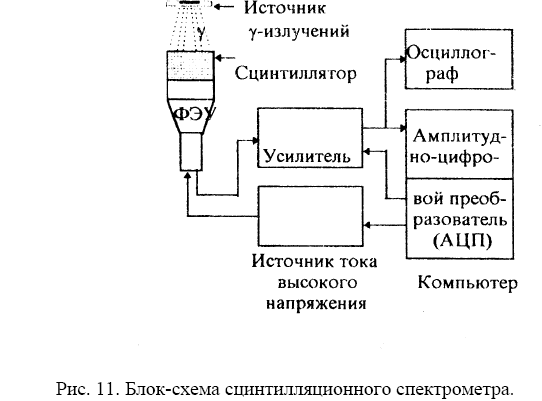 Источник
γ-излучений
γ
Сцинтиллятор
ФЭУ
Осциллог-
раф
Усилитель
Амплитуд-
но-цифро-
вой преоб-
разователь
(АЦП)
Источник тока
высокого
напряжения
Компьютер
Рис. 11. Блок-схема сцинтилляционного спектрометра.